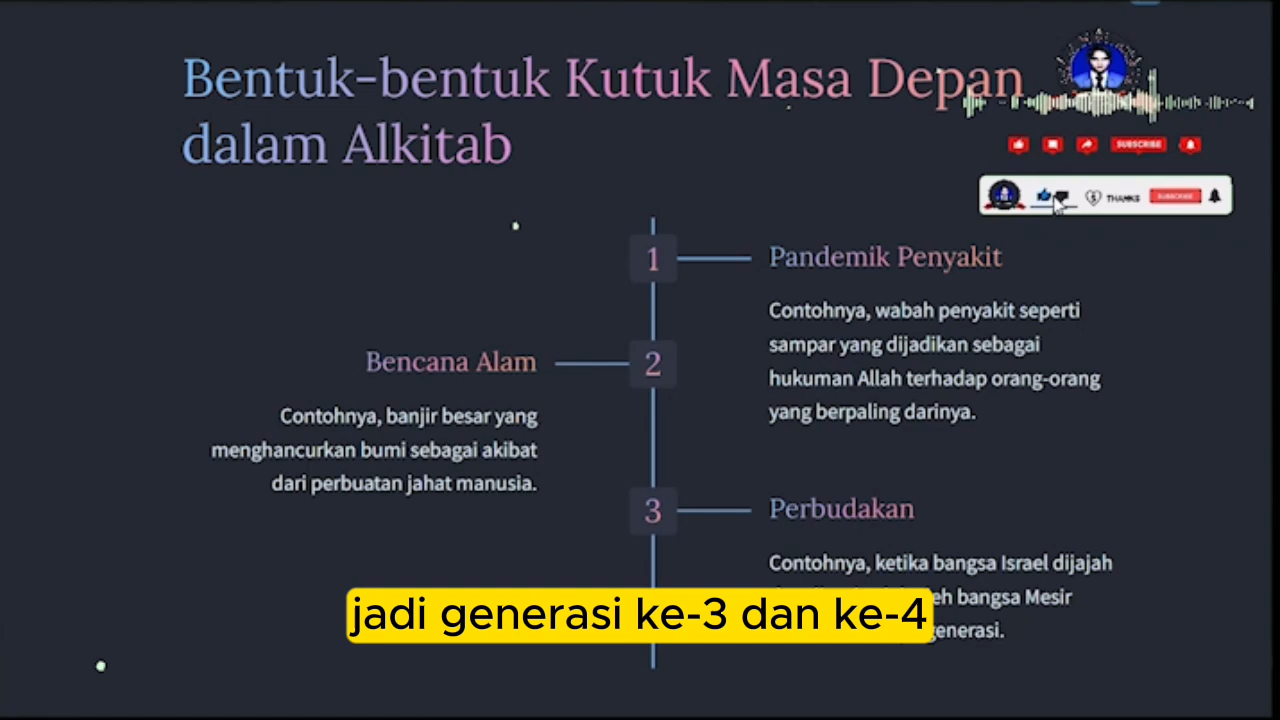 Bentuk-bentuk Kutuk Masa Depan
dalam Alkitab
SUBSCRIBE
THANKS
SUBSCRIBE
1
Pandemik Penyakit
Contohnya, wabah penyakit seperti
sampar yang dijadikan sebagai
hukuman Allah terhadap orang-orang
yang berpaling darinya.
2
Bencana Alam
Contohnya, banjir besar yang
menghancurkan bumi sebagai akibat
dari perbuatan jahat manusia.
3
Perbudakan
Contohnya, ketika bangsa Israel dijajah
bangsa Mesir
generasi.
jadi generasi ke-3 dan ke-4